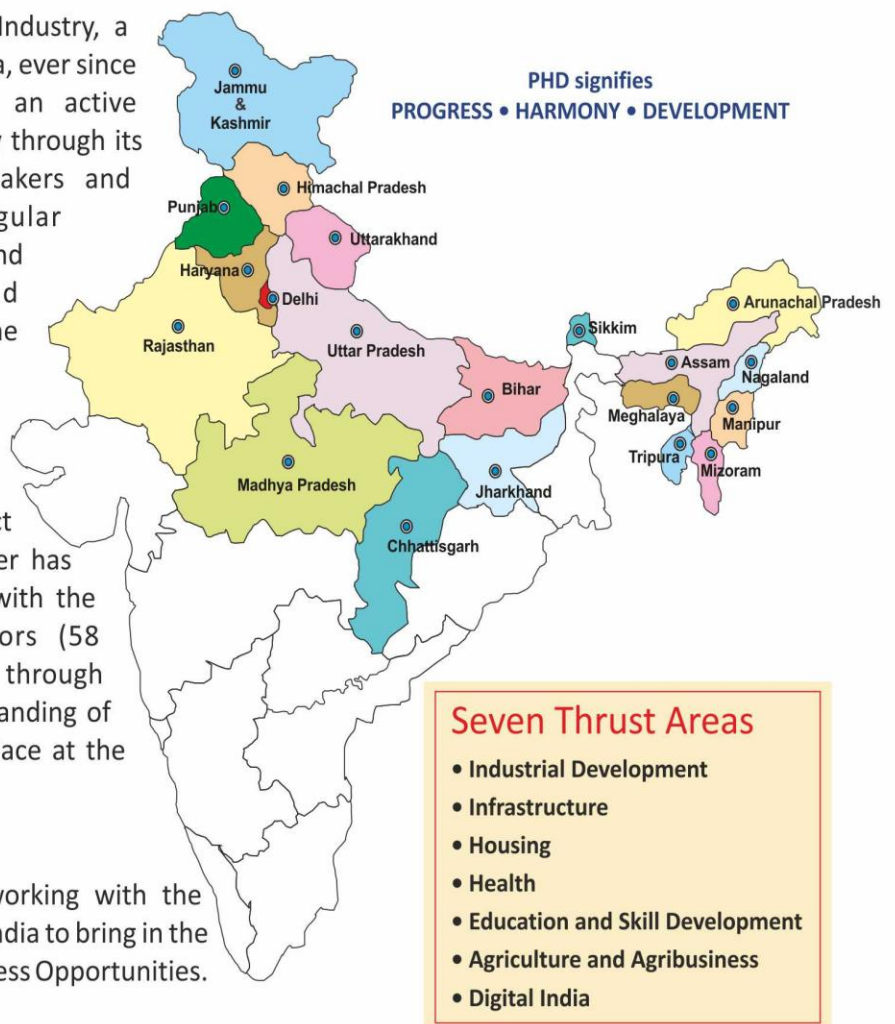 Industry, a
, ever since
an active
through its
akers and
gular
nd
d
ne
ct
er has
with the
ors (58
through
anding of
ace at the
working with the
ndia to bring in the
ess Opportunities.
PHD signifies
PROGRESS • HARMONY • DEVELOPMENT
Jammu
&
Kashmir
Himachal Pradesh
Punjab
Uttarakhand
Haryana
Delhi
Rajasthan
Uttar Pradesh
Sikkim
Arunachal Pradesh
Assam
Nagaland
Bihar
Meghalaya
Manipur
Tripura
Mizoram
Madhya Pradesh
Jharkhand
Chhattisgarh
Seven Thrust Areas
• Industrial Development
• Infrastructure
• Housing
• Health
• Education and Skill Development
• Agriculture and Agribusiness
• Digital India